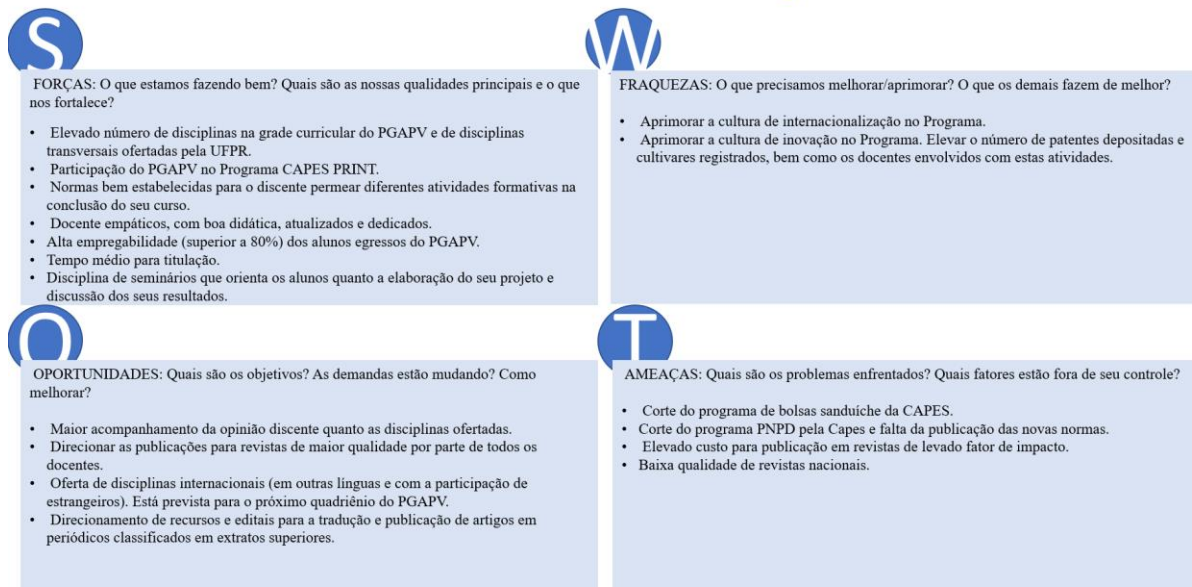 S
FORÇAS: O que estamos fazendo bem? Quais são as nossas qualidades principais e o que
nos fortalece?
• Elevado número de disciplinas na grade curricular do PGAPV e de disciplinas
transversais ofertadas pela UFPR.
• Participação do PGAPV no Programa CAPES PRINT.
• Normas bem estabelecidas para o discente permear diferentes atividades formativas na
conclusão do seu curso.
• Docente empáticos, com boa didática, atualizados e dedicados.
• Alta empregabilidade (superior a 80%) dos alunos egressos do PGAPV.
• Tempo médio para titulação.
• Disciplina de seminários que orienta os alunos quanto a elaboração do seu projeto e
discussão dos seus resultados.
W
FRAQUEZAS: O que precisamos melhorar/aprimorar? O que os demais fazem de melhor?
• Aprimorar a cultura de internacionalização no Programa.
• Aprimorar a cultura de inovação no Programa. Elevar o número de patentes depositadas e
cultivares registrados, bem como os docentes envolvidos com estas atividades.
O
OPORTUNIDADES: Quais são os objetivos? As demandas estão mudando? Como
melhorar?
• Maior acompanhamento da opinião discente quanto as disciplinas ofertadas.
• Direcionar as publicações para revistas de maior qualidade por parte de todos os
docentes.
• Oferta de disciplinas internacionais (em outras línguas e com a participação de
estrangeiros). Está prevista para o próximo quadriênio do PGAPV.
• Direcionamento de recursos e editais para a tradução e publicação de artigos em
periódicos classificados em extratos superiores.
T
AMEAÇAS: Quais são os problemas enfrentados? Quais fatores estão fora de seu controle?
• Corte do programa de bolsas sanduíche da CAPES.
• Corte do programa PNPD pela Capes e falta da publicação das novas normas.
• Elevado custo para publicação em revistas de levado fator de impacto.
• Baixa qualidade de revistas nacionais.